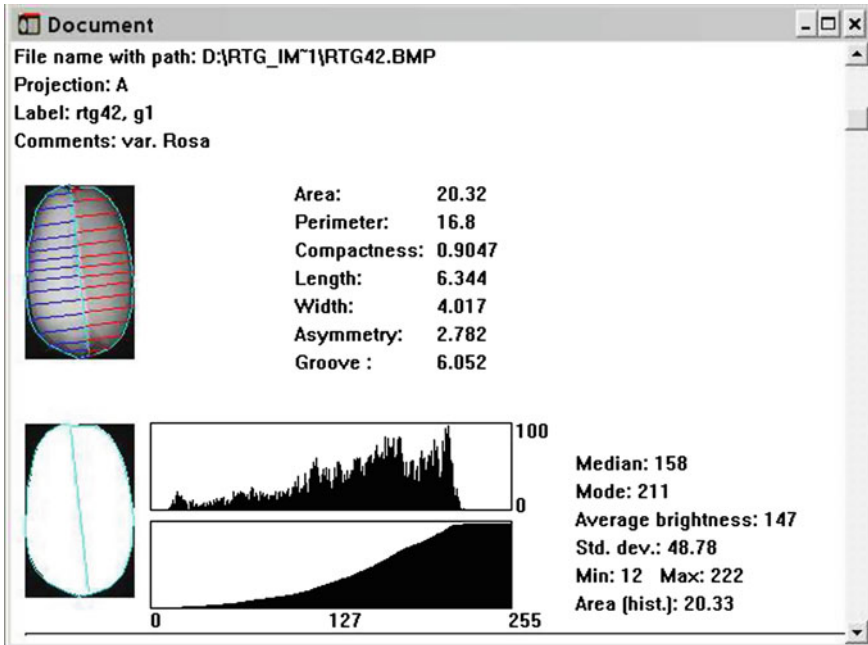 Document
File name with path: D:\RTG_IM~1\RTG42.BMP
Projection: A
Label: rtg42, g1
Comments: var. Rosa
Area: 20.32
Perimeter: 16.8
Compactness: 0.9047
Length: 6.344
Width: 4.017
Asymmetry: 2.782
Groove : 6.052
100
0
0 127 255
Median: 158
Mode: 211
Average brightness: 147
Std. dev.: 48.78
Min: 12 Max: 222
Area (hist.): 20.33